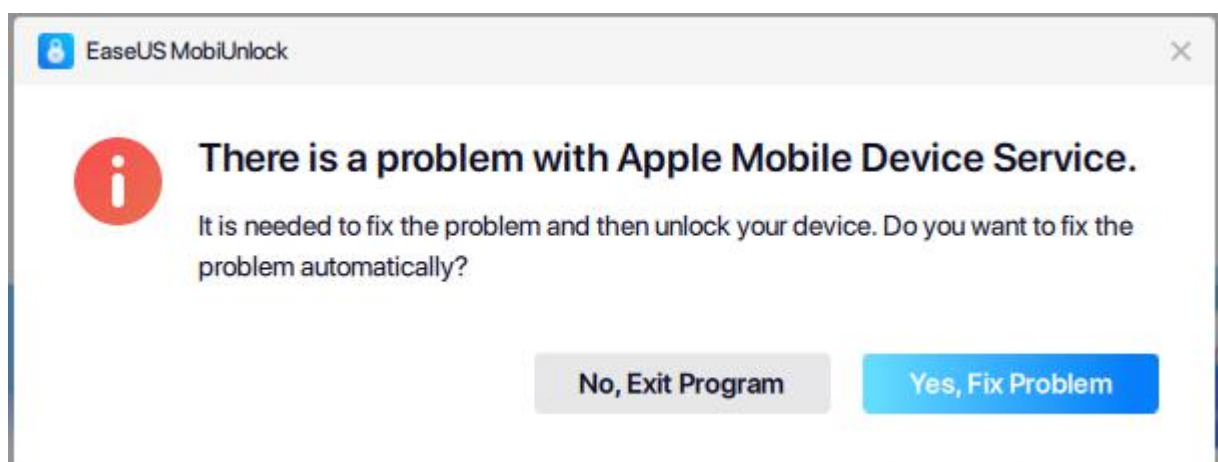 EaseUS MobiUnlock
There is a problem with Apple Mobile Device Service.
It is needed to fix the problem and then unlock your device. Do you want to fix the
problem automatically?
No, Exit Program
Yes, Fix Problem